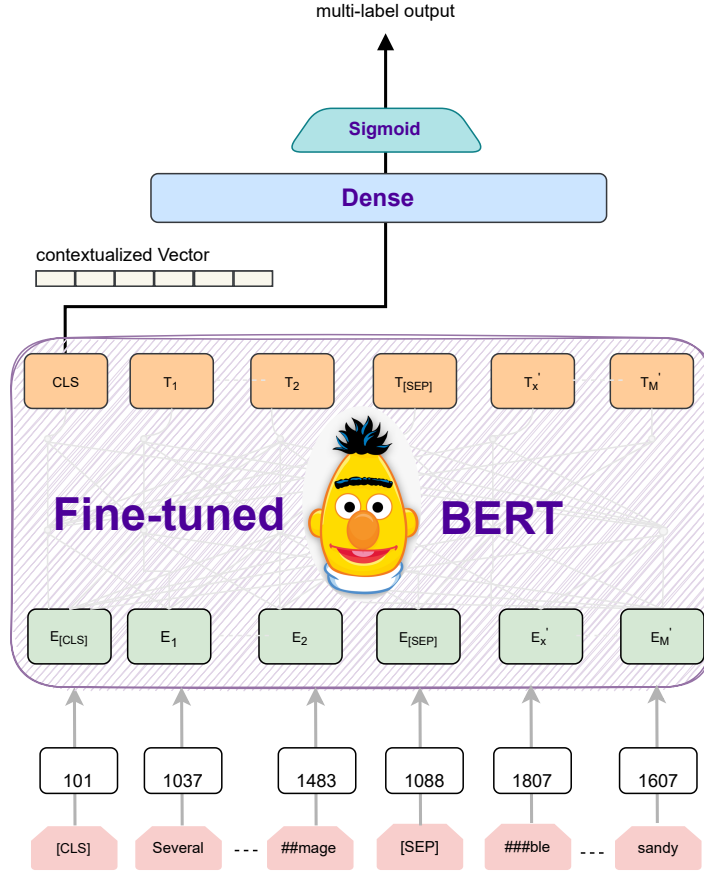 multi-label output
Sigmoid
Dense
contextualized Vector
CLS T1 T2 T[SEP] Tx' TM'
Fine-tuned BERT
E[CLS] E1 E2 E[SEP] Ex' EM'
101 1037 1483 1088 1807 1607
[CLS] Several --- ##mage [SEP] ###ble --- sandy